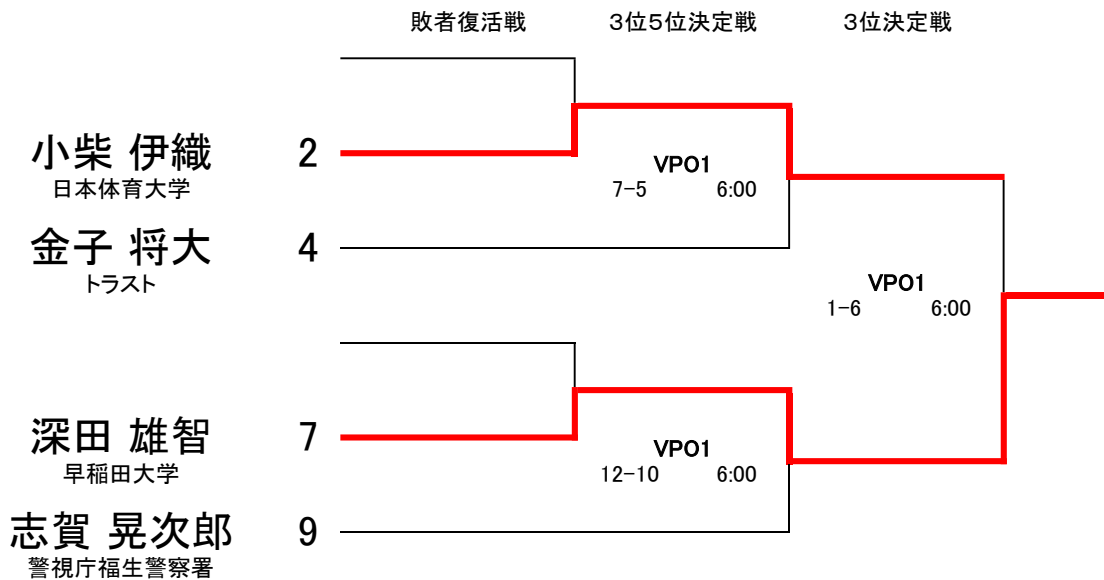 敗者復活戦 3位5位決定戦 3位決定戦
小柴 伊織 2
日本体育大学
VPO1
7-5 6:00
金子 将大 4
トラスト
VPO1
1-6 6:00
深田 雄智 7
早稲田大学
VPO1
12-10 6:00
志賀 晃次郎 9
警視庁福生警察署